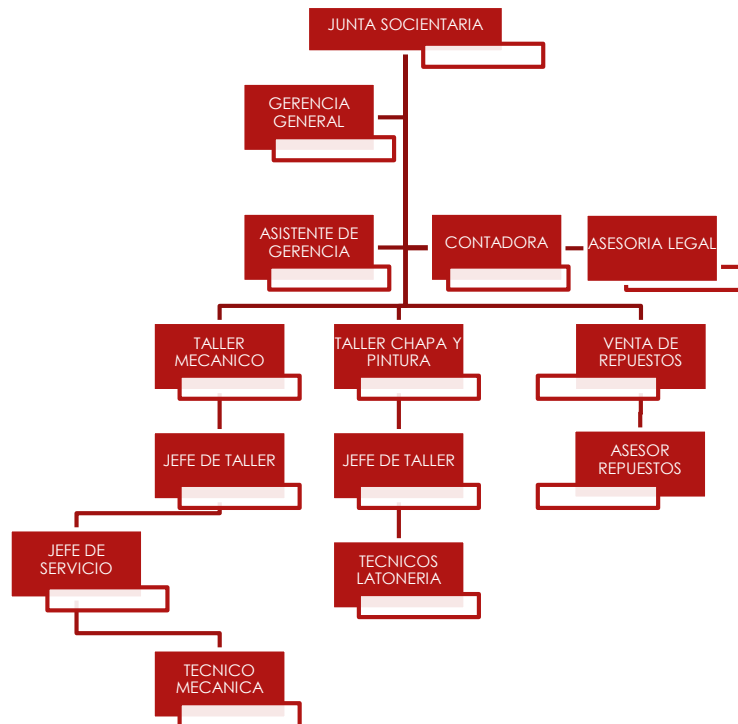 JUNTA SOCIENTARIA
GERENCIA
GENERAL
ASISTENTE DE
GERENCIA
CONTADORA
ASESORIA LEGAL
TALLER
MECANICO
TALLER CHAPA Y
PINTURA
VENTA DE
REPUESTOS
JEFE DE TALLER
JEFE DE TALLER
ASESOR
REPUESTOS
JEFE DE
SERVICIO
TECNICOS
LATONERIA
TECNICO
MECANICA